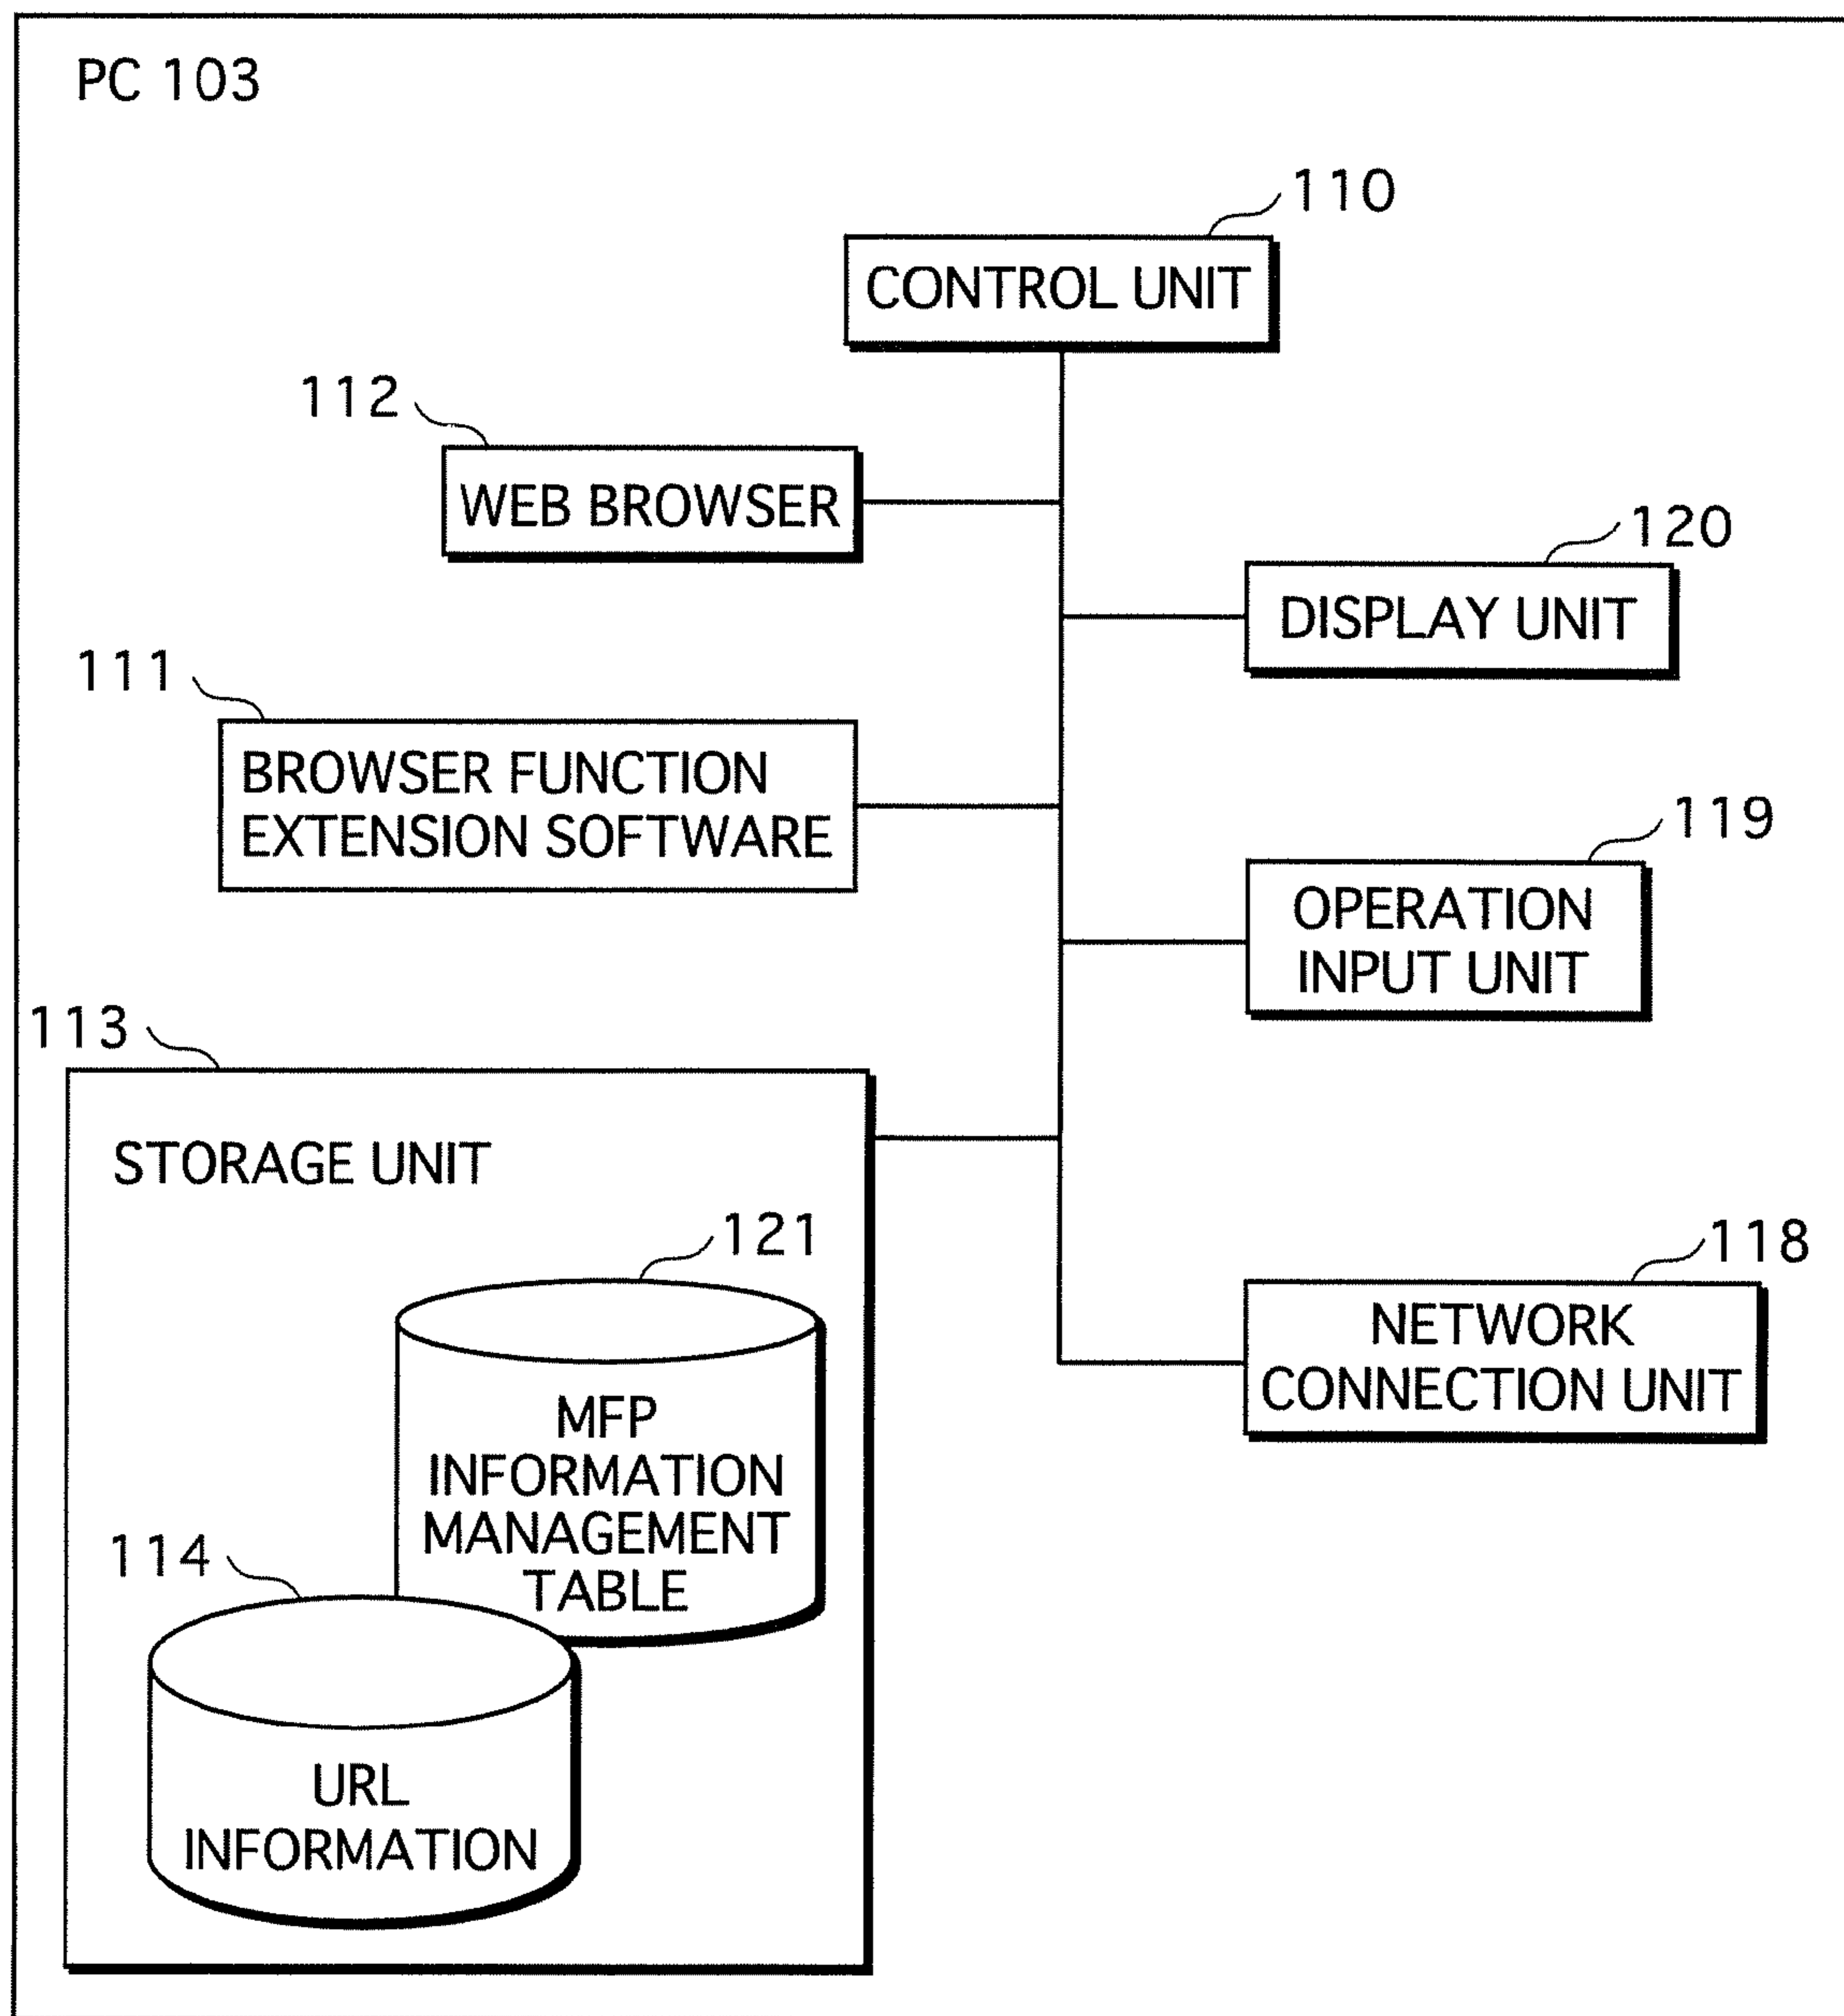 PC 103
110
CONTROL UNIT
112
WEB BROWSER
120
DISPLAY UNIT
111
BROWSER FUNCTION
EXTENSION SOFTWARE
119
OPERATION
INPUT UNIT
113
STORAGE UNIT
121
MFP
INFORMATION
MANAGEMENT
TABLE
118
NETWORK
CONNECTION UNIT
114
URL
INFORMATION